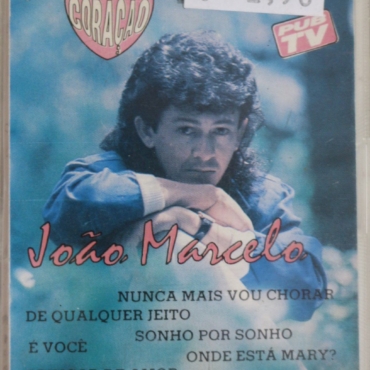 CORAÇÃO
PUB
TV
João Marcelo
NUNCA MAIS VOU CHORAR
DE QUALQUER JEITO
SONHO POR SONHO
É VOCÊ
ONDE ESTÁ MARY?